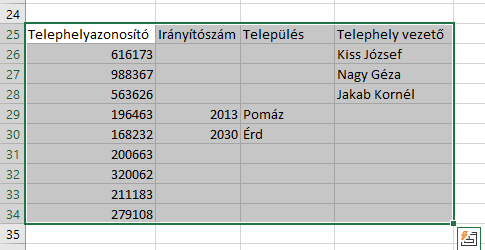 24
25 Telephelyazonosító Irányítószám Település Telephely vezető
26 616173 Kiss József
27 988367 Nagy Géza
28 563626 Jakab Kornél
29 196463 2013 Pomáz
30 168232 2030 Érd
31 200663
32 320062
33 211183
34 279108
35